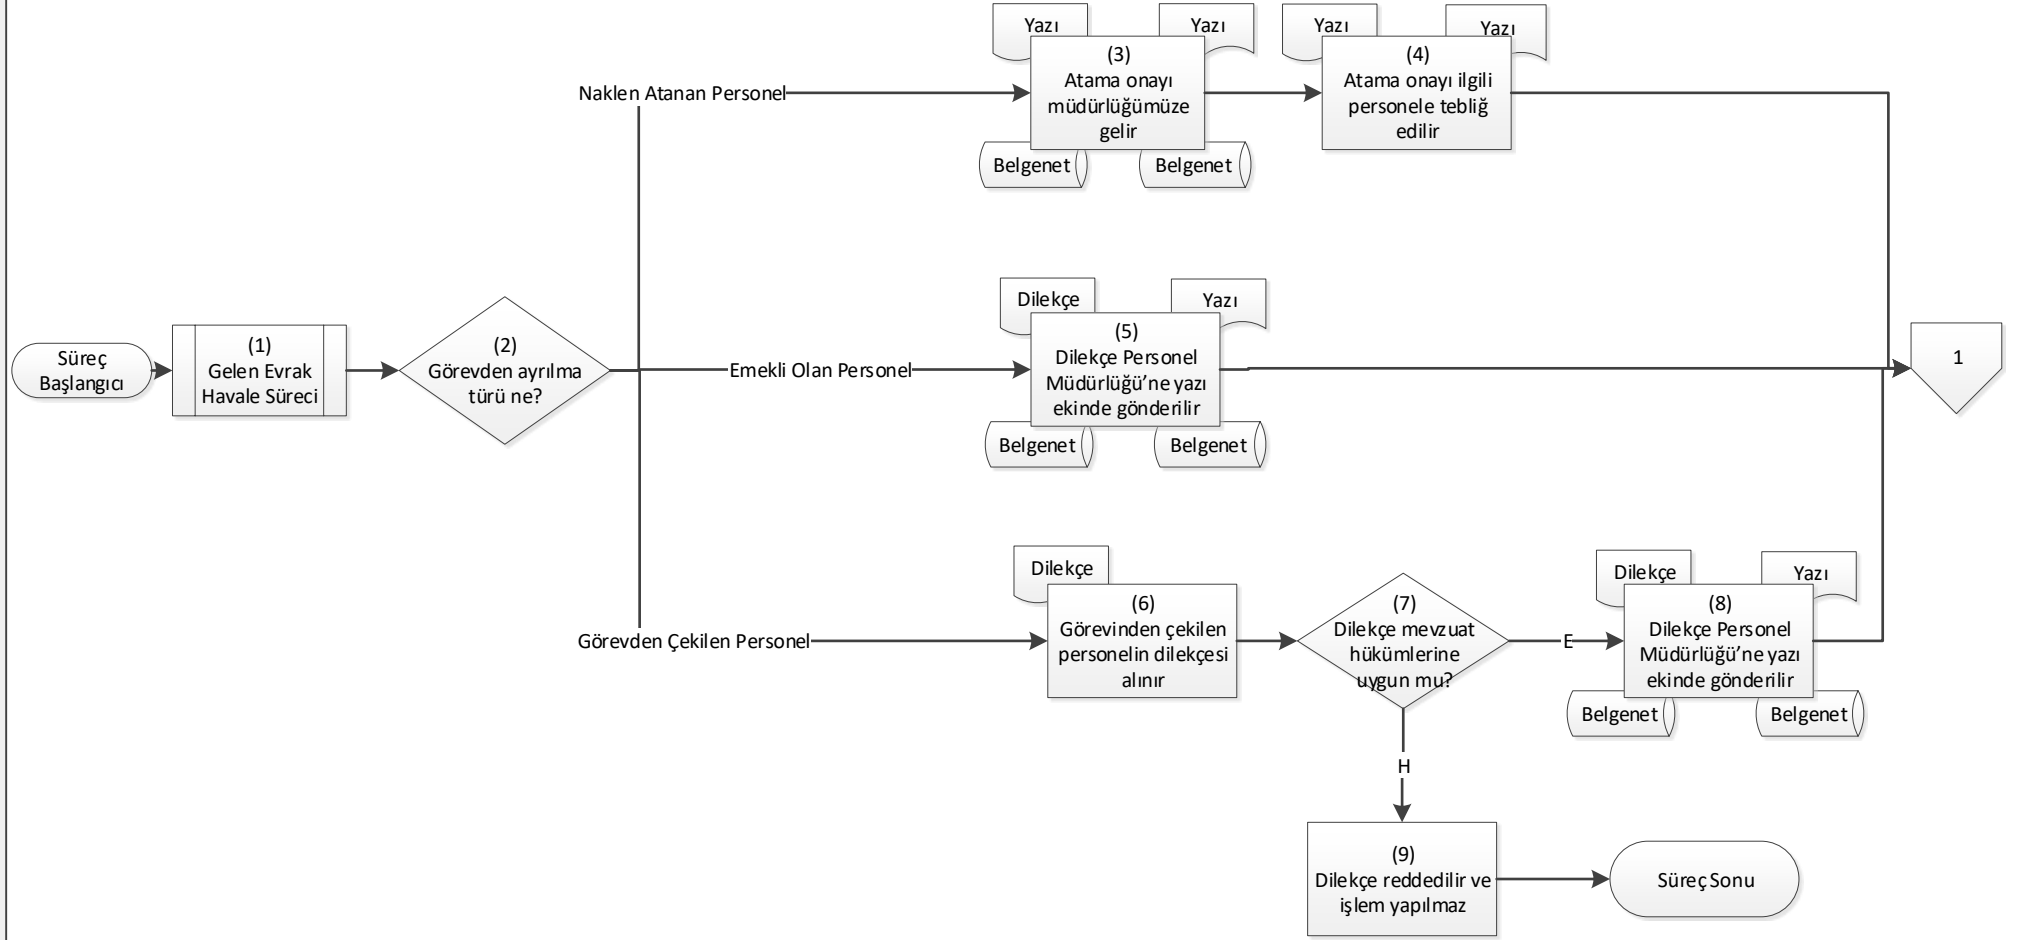 Süreç
Başlangıcı
(1)
Gelen Evrak
Havale Süreci
(2)
Görevden ayrılma
türü ne?
Naklen Atanan Personel
Yazı
Yazı
(3)
Atama onayı
müdürlüğümüze
gelir
Belgenet
Belgenet
Yazı
Yazı
(4)
Atama onayı ilgili
personele tebliğ
edilir
Emekli Olan Personel
Dilekçe
Yazı
(5)
Dilekçe Personel
Müdürlüğü’ne yazı
ekinde gönderilir
Belgenet
Belgenet
1
Görevden Çekilen Personel
Dilekçe
(6)
Görevinden çekilen
personelin dilekçesi
alınır
(7)
Dilekçe mevzuat
hükümlerine
uygun mu?
E
Dilekçe
Yazı
(8)
Dilekçe Personel
Müdürlüğü’ne yazı
ekinde gönderilir
Belgenet
Belgenet
H
(9)
Dilekçe reddedilir ve
işlem yapılmaz
Süreç Sonu